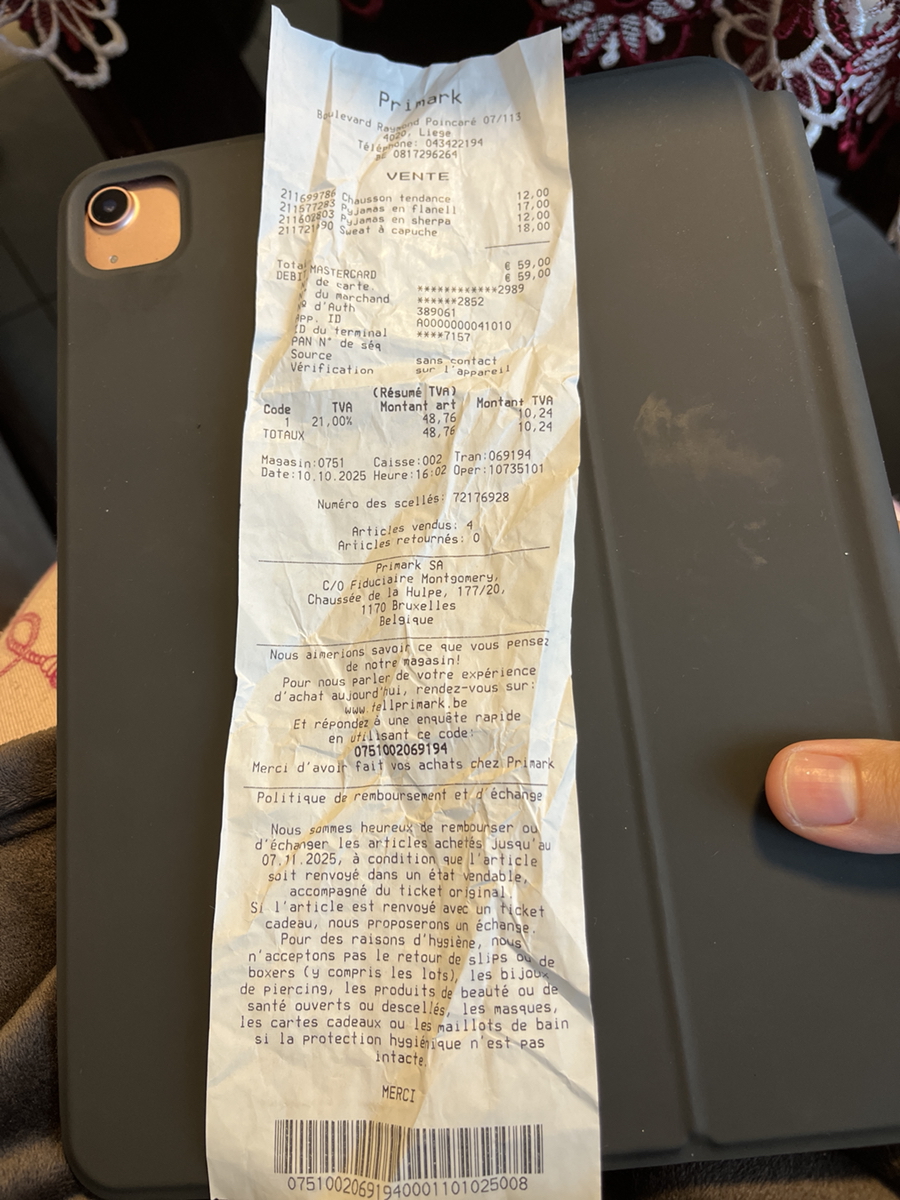 Primark
Boulevard Raymond Poincaré 07/113
4020, Liege
Téléphone: 043422194
BE 0817296264
VENTE
211699786 Chausson tendance 12,00
211577283 Pyjamas en flanell 17,00
211602803 Pyjamas en sherpa 12,00
211721490 Sweat à capuche 18,00
Total € 59,00
DEBIT MASTERCARD € 59,00
N° de carte ************2989
N° du marchand ******2852
N° d'Auth 389061
App. ID A0000000041010
ID du terminal ****7157
PAN N° de séq
Source sans contact
Vérification sur l'appareil
(Résumé TVA)
Code TVA Montant art Montant TVA
1 21,00% 48,76 10,24
TOTAUX 48,76 10,24
Magasin:0751 Caisse:002 Tran:069194
Date:10.10.2025 Heure:16:02 Oper:10735101
Numéro des scellés: 72176928
Articles vendus: 4
Articles retournés: 0
Primark SA
C/O Fiduciaire Montgomery,
Chaussée de la Hulpe, 177/20,
1170 Bruxelles
Belgique
Nous aimerions savoir ce que vous pensez
de notre magasin!
Pour nous parler de votre expérience
d'achat aujourd'hui, rendez-vous sur:
www.tellprimark.be
Et répondez à une enquête rapide
en utilisant ce code:
0751002069194
Merci d'avoir fait vos achats chez Primark
Politique de remboursement et d'échange
Nous sommes heureux de rembourser ou
d'échanger les articles achetés jusqu'au
07.11.2025, à condition que l'article
soit renvoyé dans un état vendable,
accompagné du ticket original.
Si l'article est renvoyé avec un ticket
cadeau, nous proposerons un échange.
Pour des raisons d'hygiène, nous
n'acceptons pas le retour de slips ou de
boxers (y compris les lots), les bijoux
de piercing, les produits de beauté ou de
santé ouverts ou descellés, les masques,
les cartes cadeaux ou les maillots de bain
si la protection hygiénique n'est pas
intacte.
MERCI
07510020691940001101025008